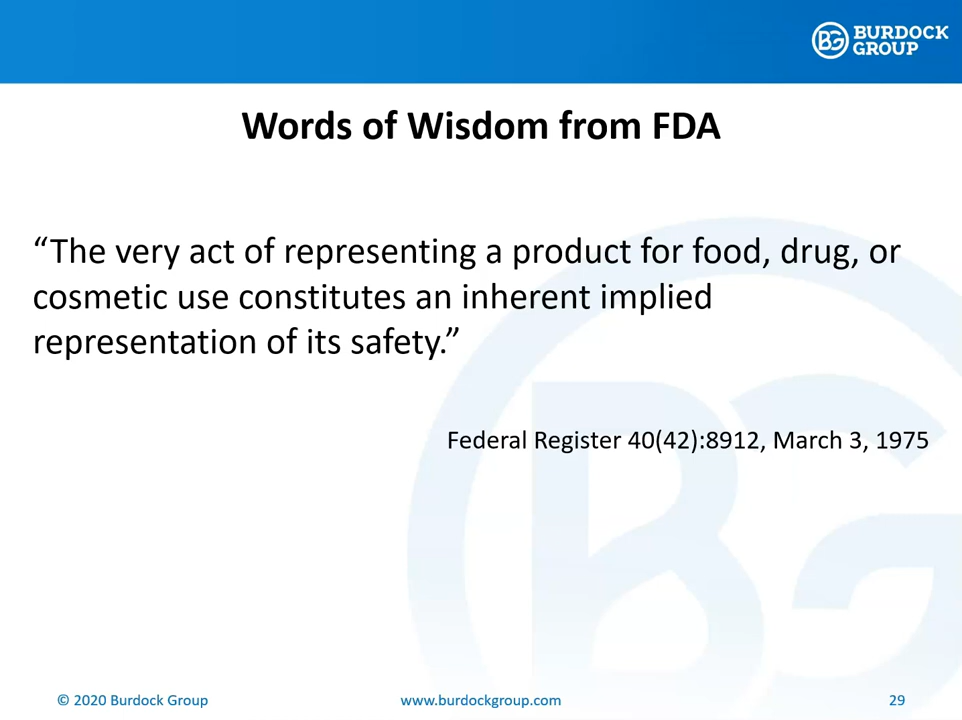 BURDOCK
GROUP
Words of Wisdom from FDA
“The very act of representing a product for food, drug, or
cosmetic use constitutes an inherent implied
representation of its safety.”
Federal Register 40(42):8912, March 3, 1975
© 2020 Burdock Group
www.burdockgroup.com
29